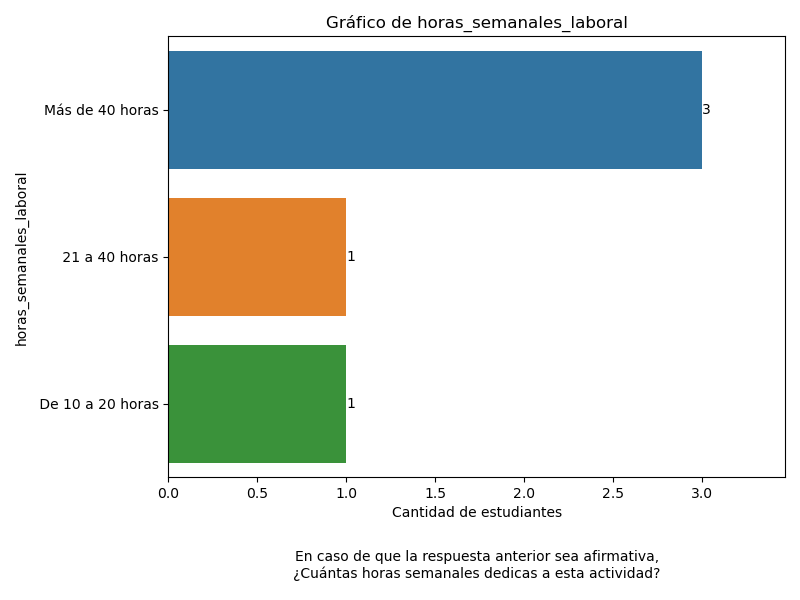 Gráfico de horas_semanales_laboral
Más de 40 horas
3
21 a 40 horas
1
De 10 a 20 horas
1
horas_semanales_laboral
0.0 0.5 1.0 1.5 2.0 2.5 3.0
Cantidad de estudiantes
En caso de que la respuesta anterior sea afirmativa,
¿Cuántas horas semanales dedicas a esta actividad?